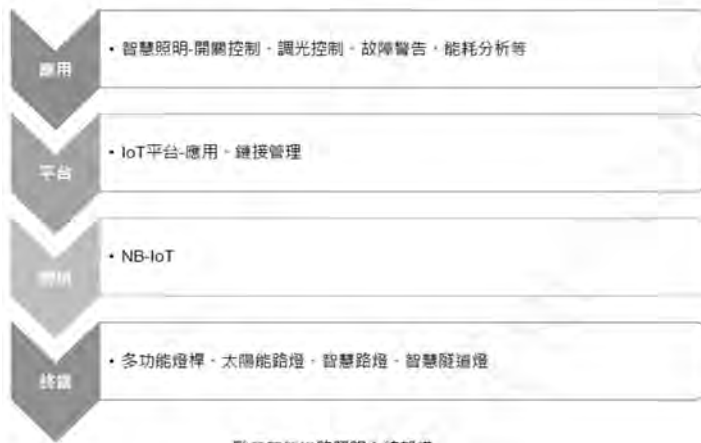 應用
• 智慧照明-開關控制、調光控制、故障警告、能耗分析等
平台
• IoT平台-應用、鏈接管理
• NB-IoT
終端
• 多功能燈桿、太陽能路燈、智慧路燈、智慧隧道燈